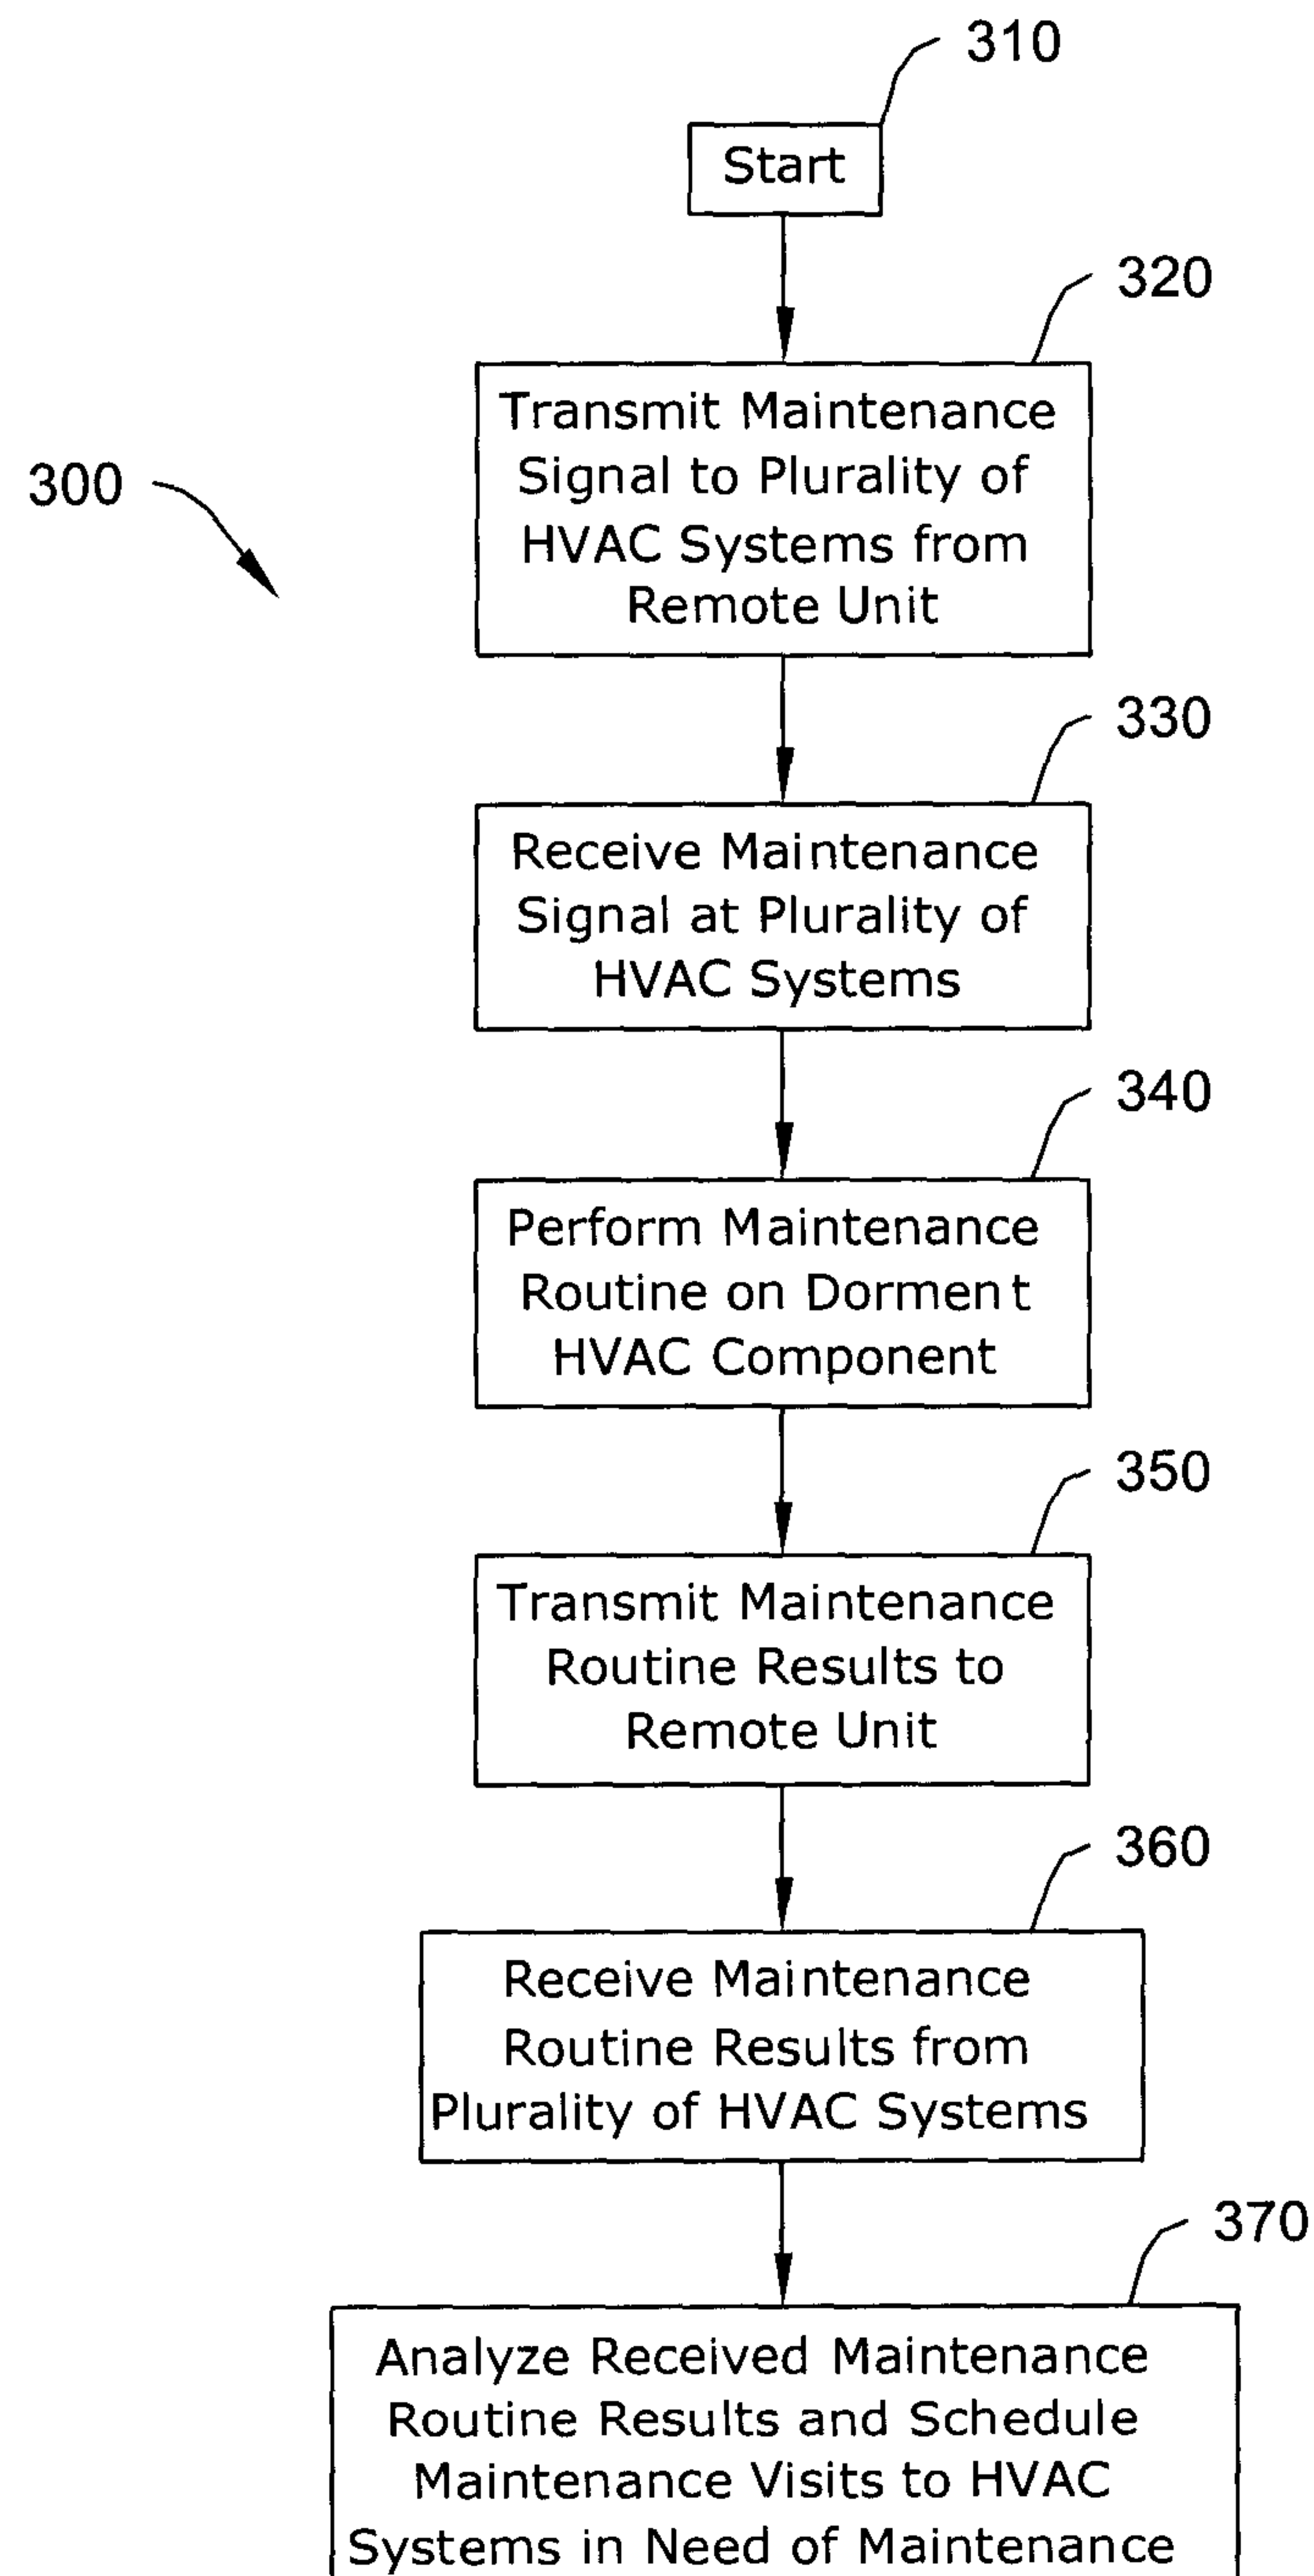 310
Start
320
Transmit Maintenance
Signal to Plurality of
HVAC Systems from
Remote Unit
300
330
Receive Maintenance
Signal at Plurality of
HVAC Systems
340
Perform Maintenance
Routine on Dorment
HVAC Component
350
Transmit Maintenance
Routine Results to
Remote Unit
360
Receive Maintenance
Routine Results from
Plurality of HVAC Systems
370
Analyze Received Maintenance
Routine Results and Schedule
Maintenance Visits to HVAC
Systems in Need of Maintenance